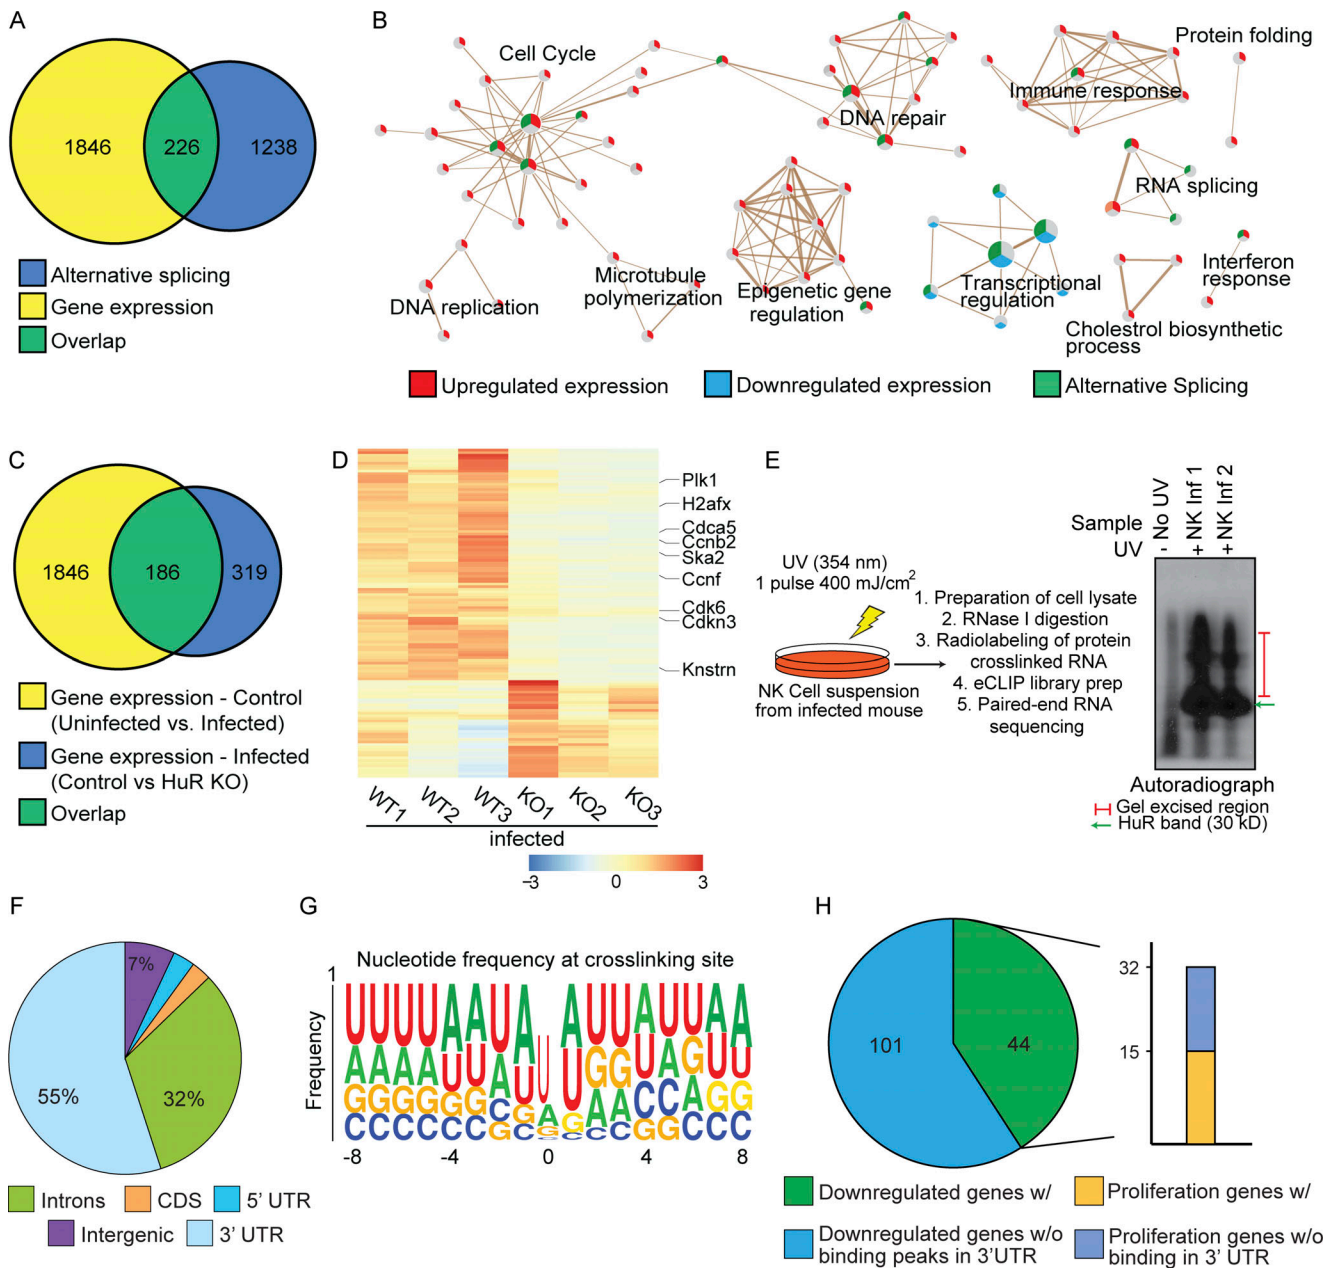 A
1846
226
1238
Alternative splicing
Gene expression
Overlap
B
Cell Cycle
DNA repair
Immune response
Protein folding
RNA splicing
DNA replication
Microtubule
polymerization
Epigenetic gene
regulation
Transcriptional
regulation
Interferon
response
Cholestrol biosynthetic
process
Upregulated expression
Downregulated expression
Alternative Splicing
C
1846
186
319
Gene expression - Control
(Uninfected vs. Infected)
Gene expression - Infected
(Control vs HuR KO)
Overlap
D
Plk1
H2afx
Cdca5
Ccnb2
Ska2
Ccnf
Cdk6
Cdkn3
Knstrn
WT1
WT2
WT3
KO1
KO2
KO3
infected
−3
0
3
E
UV (354 nm)
1 pulse 400 mJ/cm2
NK Cell suspension
from infected mouse
1. Preparation of cell lysate
2. RNase I digestion
3. Radiolabeling of protein
crosslinked RNA
4. eCLIP library prep
5. Paired-end RNA
sequencing
Sample
No UV
NK Inf 1
NK Inf 2
UV
-
+
+
Autoradiograph
Gel excised region
HuR band (30 kD)
F
7%
55%
32%
Introns
CDS
5' UTR
Intergenic
3' UTR
G
Nucleotide frequency at crosslinking site
1
Frequency
UUUUAAUAUAUUAUUAA
AAAAUUAUAUGGUAGUU
GGGGGGCGGGAACCAGG
CCCCCCGCCCCGGGCCC
-8
-4
0
4
8
H
101
44
32
15
Downregulated genes w/
Downregulated genes w/o
binding peaks in 3'UTR
Proliferation genes w/
Proliferation genes w/o
binding in 3' UTR